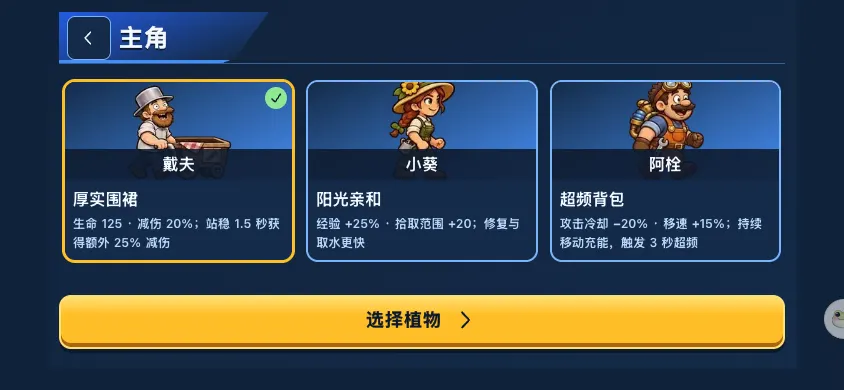 主角
戴夫
小葵
阿栓
厚实围裙
生命 125 · 减伤 20%；站稳 1.5 秒获
得额外 25% 减伤
阳光亲和
经验 +25% · 拾取范围 +20；修复与
取水更快
超频背包
攻击冷却 −20% · 移速 +15%；持续
移动充能，触发 3 秒超频
选择植物